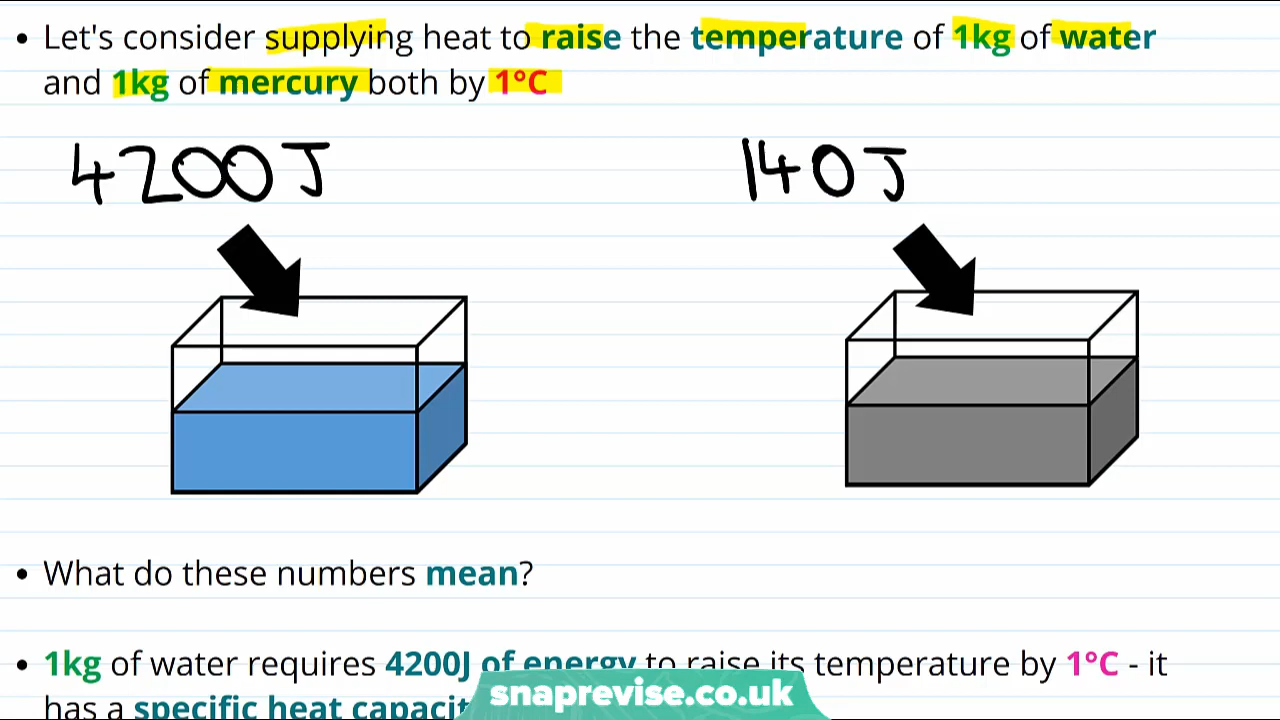 • Let's consider supplying heat to raise the temperature of 1kg of water
and 1kg of mercury both by 1°C
4200J 140J
• What do these numbers mean?
• 1kg of water requires 4200J of energy to raise its temperature by 1°C - it
has a specific heat
snaprevise.co.uk